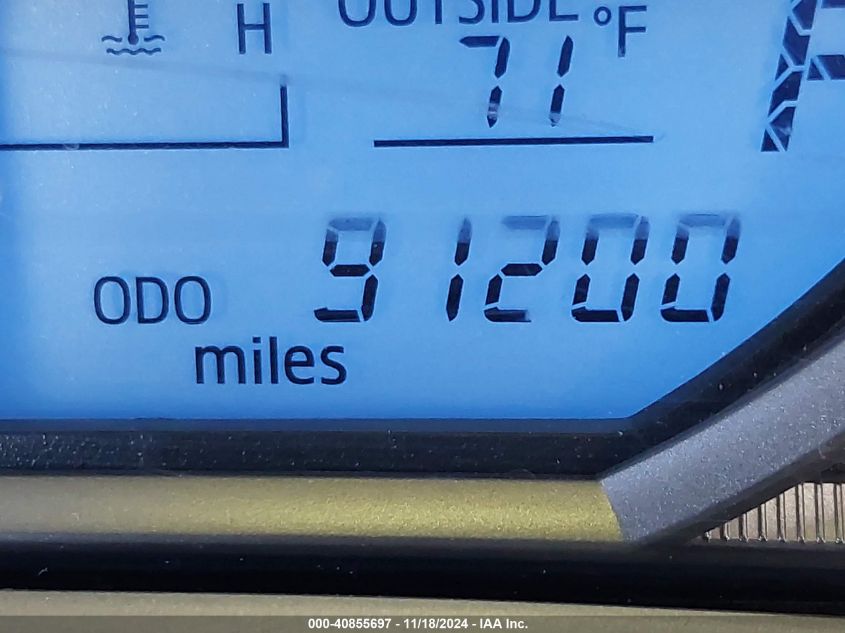 OUTSIDE °F
H
71
ODO 91200
miles
000-40855697 - 11/18/2024 - IAA Inc.